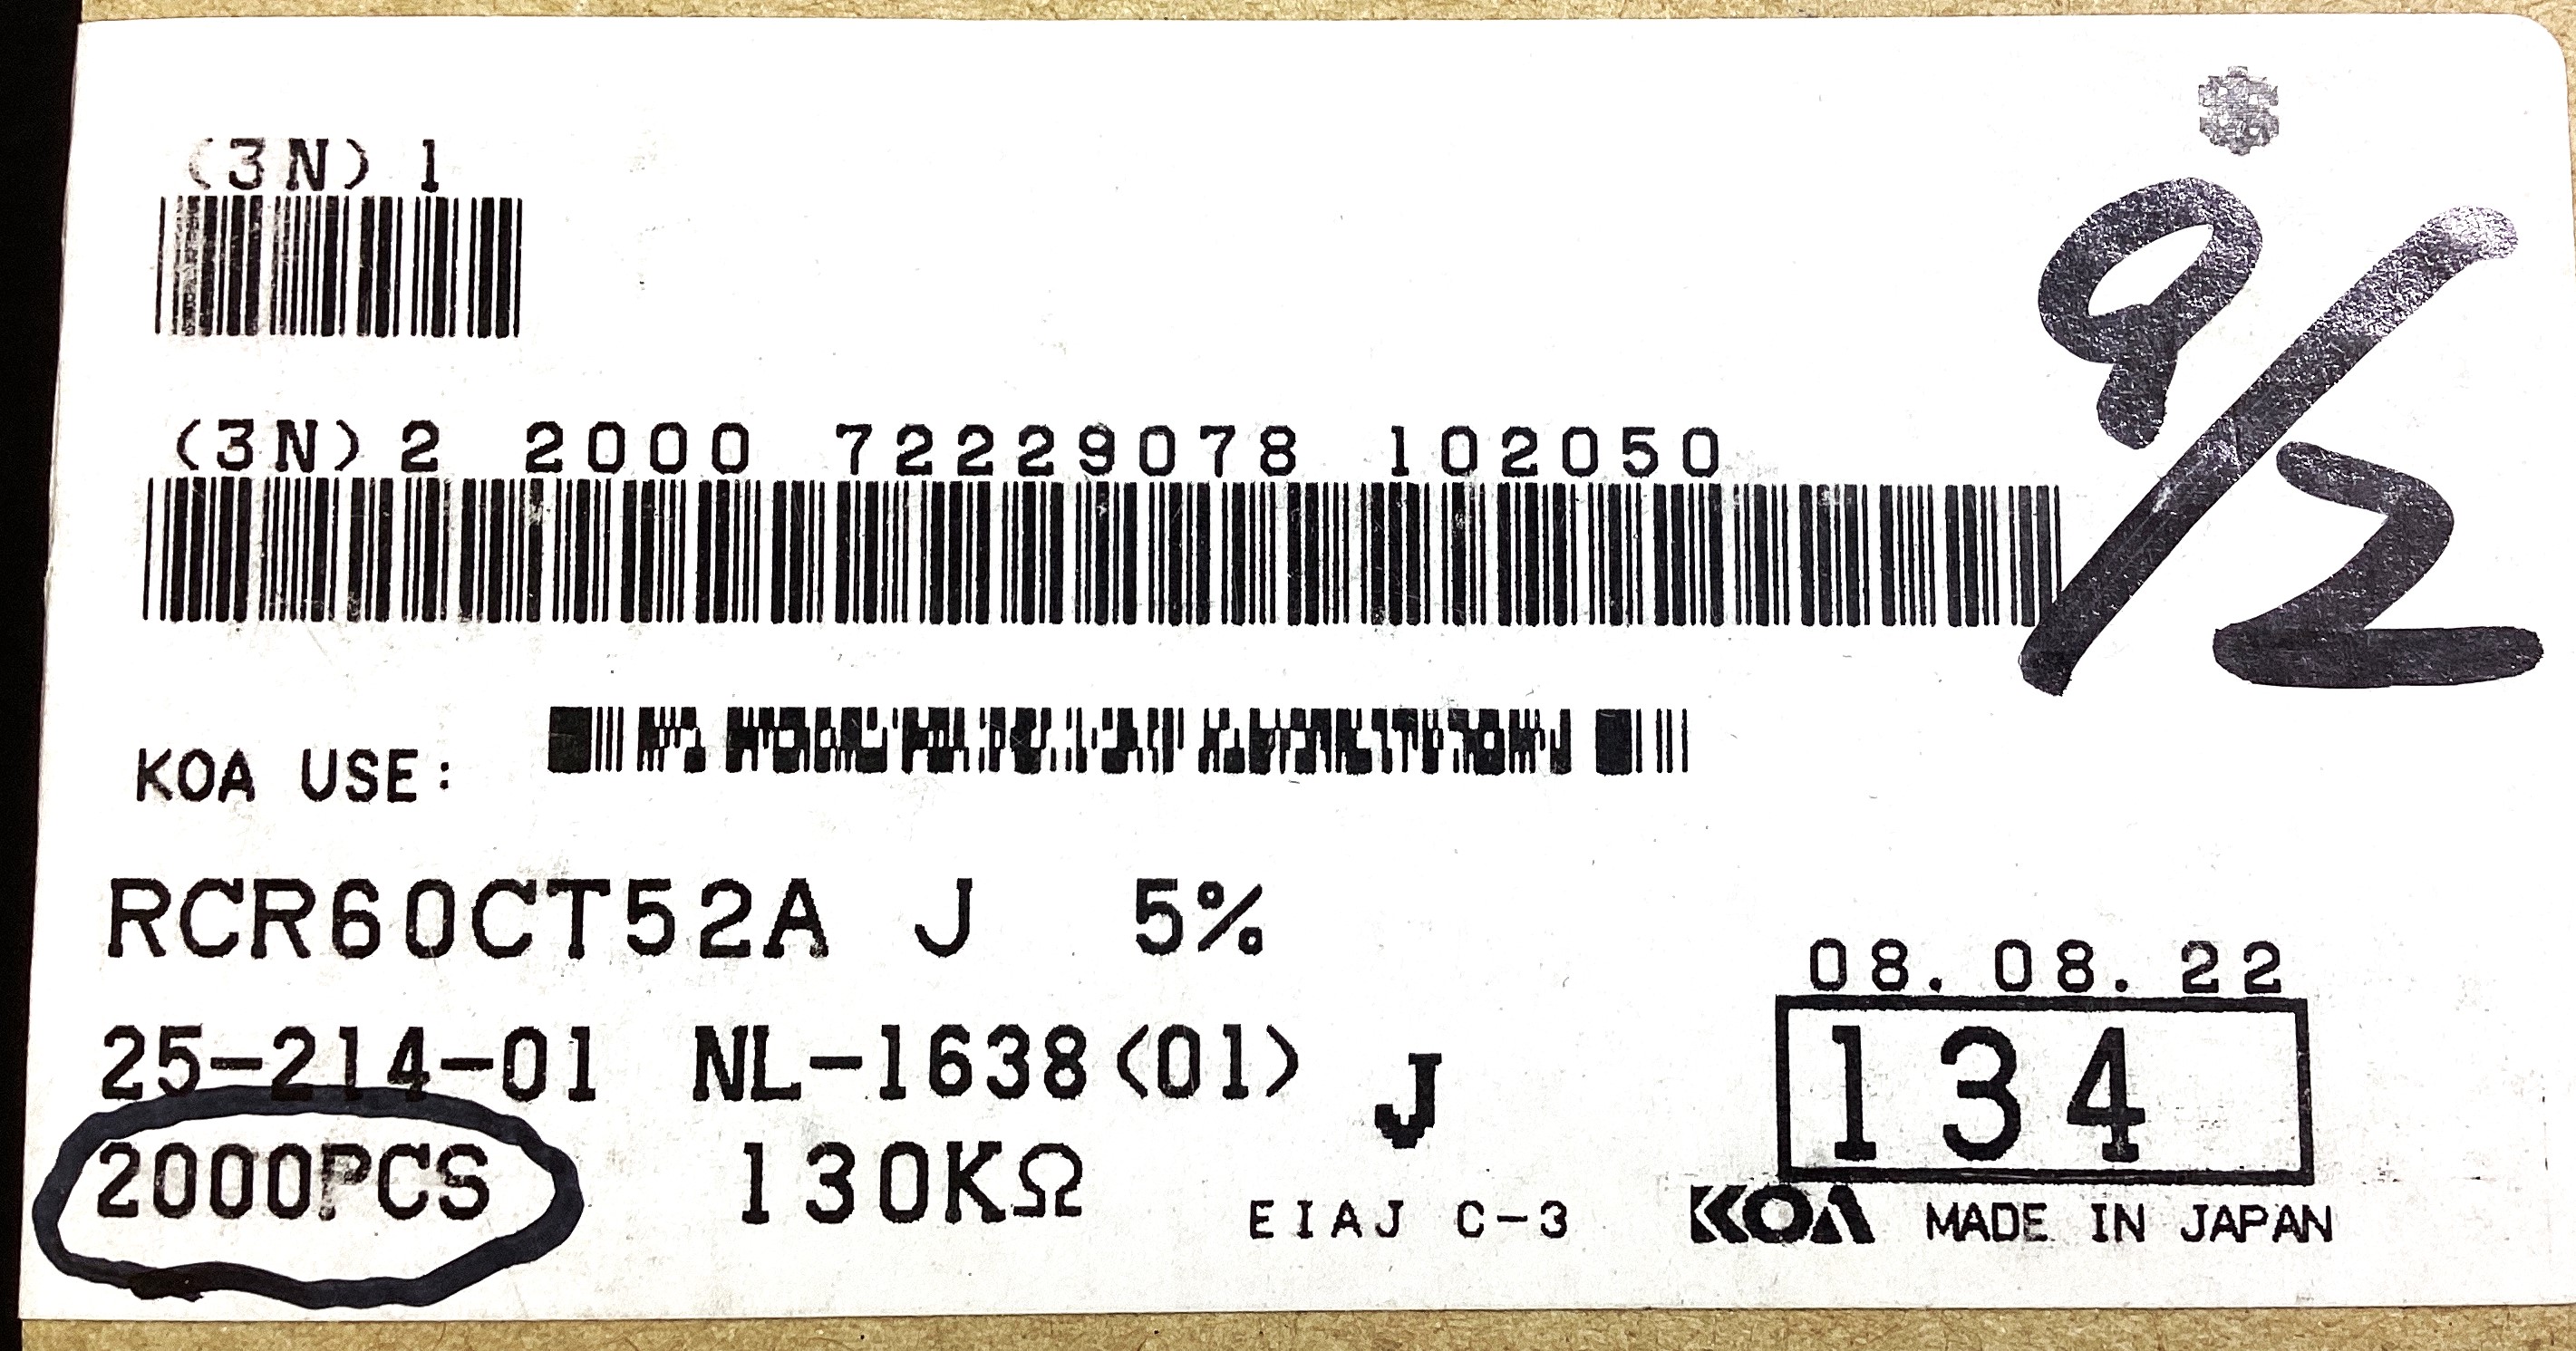 (3N) 1
(3N) 2 2000 72229078 102050
9/2
KOA USE:
RCR60CT52A J 5%
08.08.22
25-214-01 NL-1638(01) J
134
2000PCS 130KΩ
EIAJ C-3
KOA MADE IN JAPAN